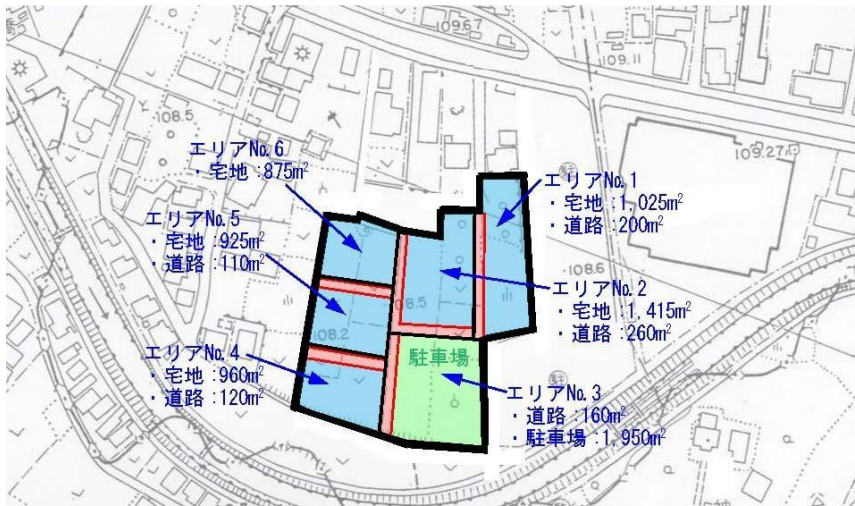 109.67
109.11
108.5
109.27
エリア№6
・宅地:875m²
エリア№1
・宅地:1,025m²
・道路:200m²
エリア№5
・宅地:925m²
・道路:110m²
108.6
108.5
エリア№2
・宅地:1,415m²
・道路:260m²
108.2
エリア№4
・宅地:960m²
・道路:120m²
駐車場
エリア№3
・道路:160m²
・駐車場:1,950m²